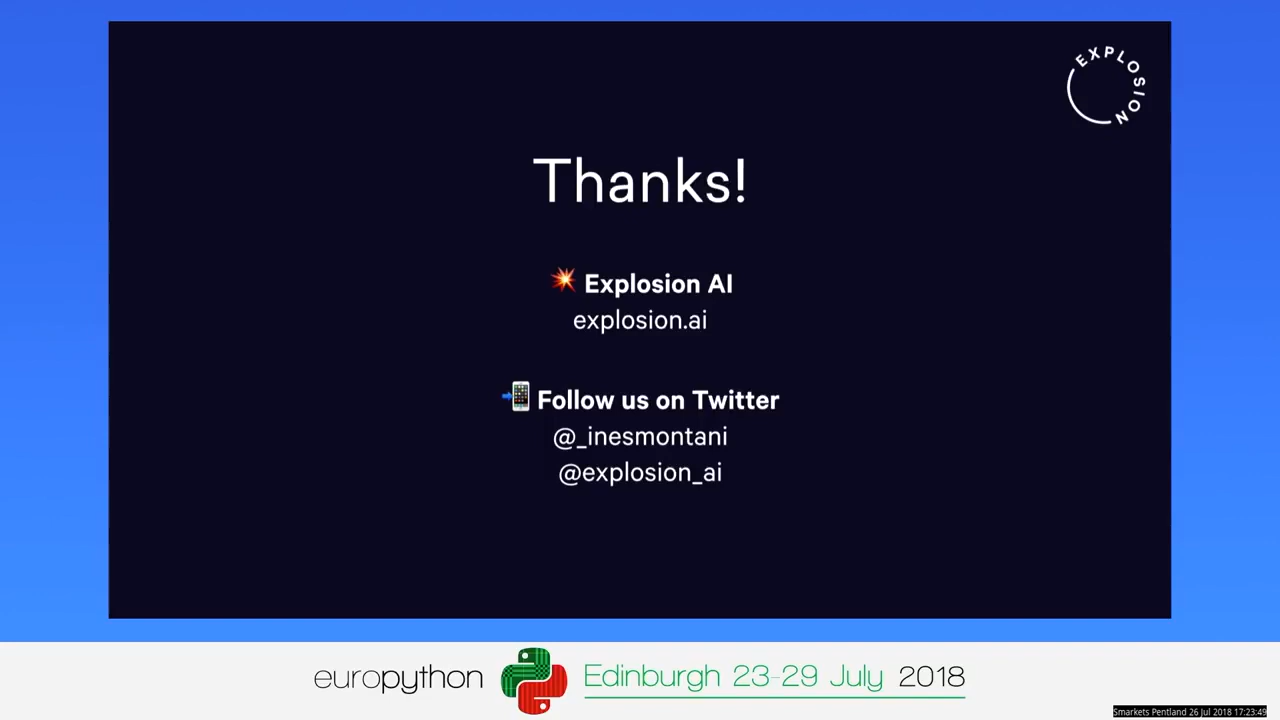 EXPLOSION
Thanks!
💥 Explosion AI
explosion.ai
📲 Follow us on Twitter
@_inesmontani
@explosion_ai
europython Edinburgh 23-29 July 2018
Smarkets Pentland 26 Jul 2018 17:23:49